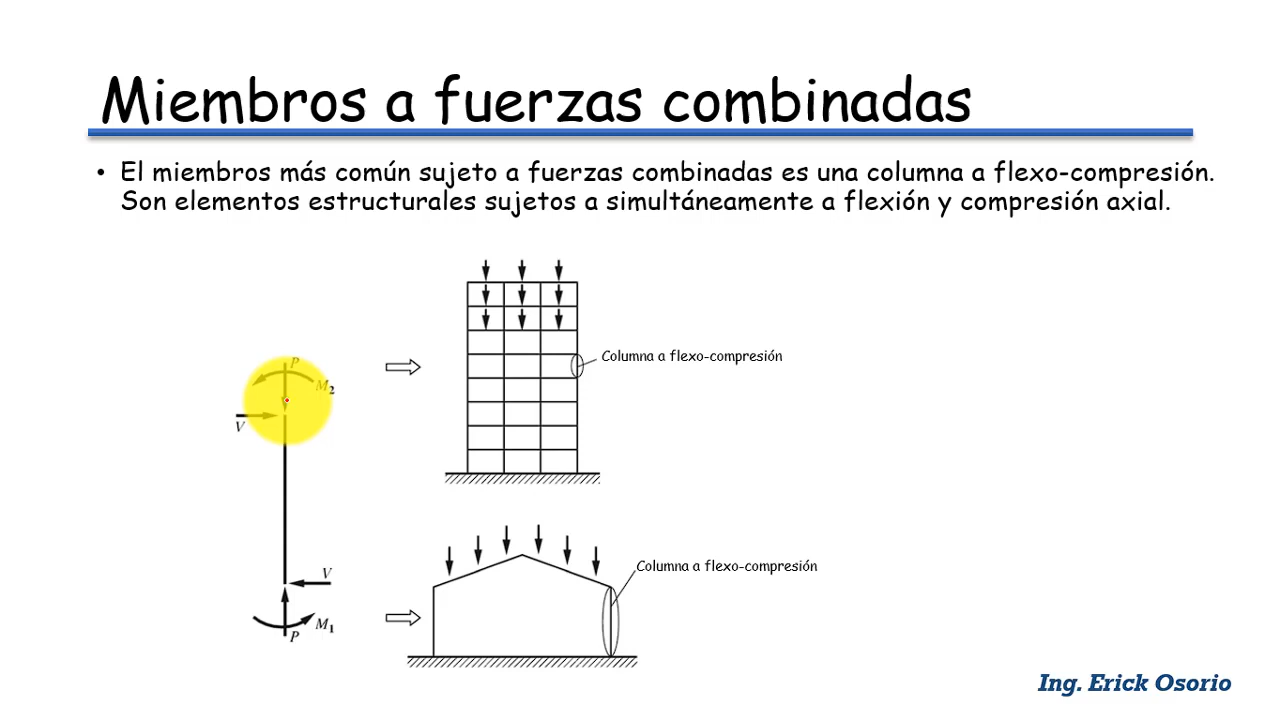 Miembros a fuerzas combinadas
• El miembros más común sujeto a fuerzas combinadas es una columna a flexo-compresión.
Son elementos estructurales sujetos a simultáneamente a flexión y compresión axial.
P
M2
V
Columna a flexo-compresión
V
M1
P
Columna a flexo-compresión
Ing. Erick Osorio